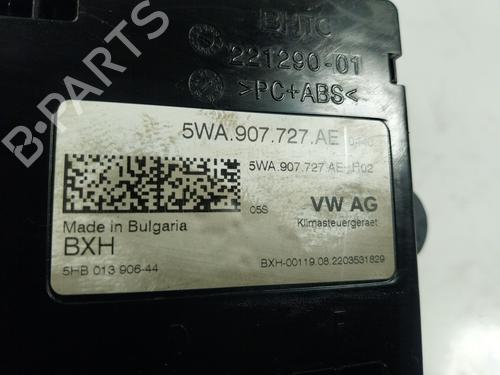 BHTC
221290-01
>PC+ABS<
B-PARTS
5WA.907.727.AE 0440
5WA.907.727.AE H02
05S VW AG
Klimasteuergeraet
Made in Bulgaria
BXH
5HB 013 906-44
BXH-00119.08.2203531829